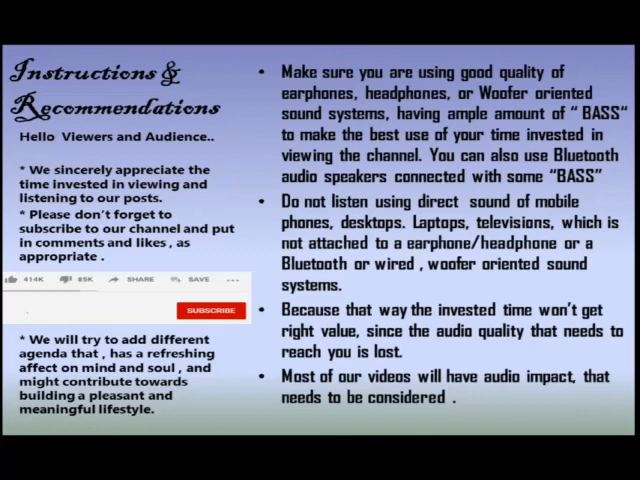 Instructions &
Recommendations
Hello Viewers and Audience..
* We sincerely appreciate the
time invested in viewing and
listening to our posts.
* Please don't forget to
subscribe to our channel and put
in comments and likes , as
appropriate .
414K 85K SHARE SAVE ...
SUBSCRIBE
* We will try to add different
agenda that , has a refreshing
affect on mind and soul , and
might contribute towards
building a pleasant and
meaningful lifestyle.
• Make sure you are using good quality of
earphones, headphones, or Woofer oriented
sound systems, having ample amount of “ BASS“
to make the best use of your time invested in
viewing the channel. You can also use Bluetooth
audio speakers connected with some “BASS”
• Do not listen using direct sound of mobile
phones, desktops. Laptops, televisions, which is
not attached to a earphone/headphone or a
Bluetooth or wired , woofer oriented sound
systems.
• Because that way the invested time won't get
right value, since the audio quality that needs to
reach you is lost.
• Most of our videos will have audio impact, that
needs to be considered .